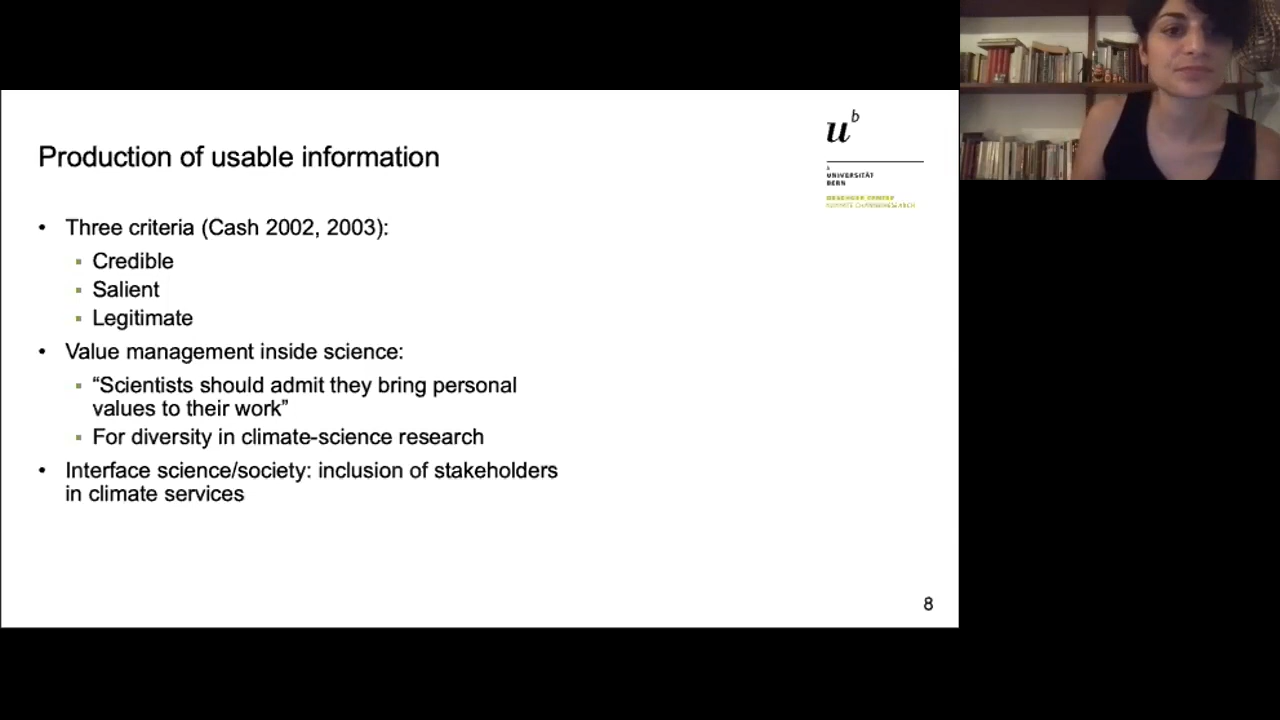 u b
Production of usable information
b
UNIVERSITÄT
BERN
• Three criteria (Cash 2002, 2003):
▪ Credible
▪ Salient
▪ Legitimate
• Value management inside science:
▪ “Scientists should admit they bring personal
values to their work”
▪ For diversity in climate-science research
• Interface science/society: inclusion of stakeholders
in climate services
8